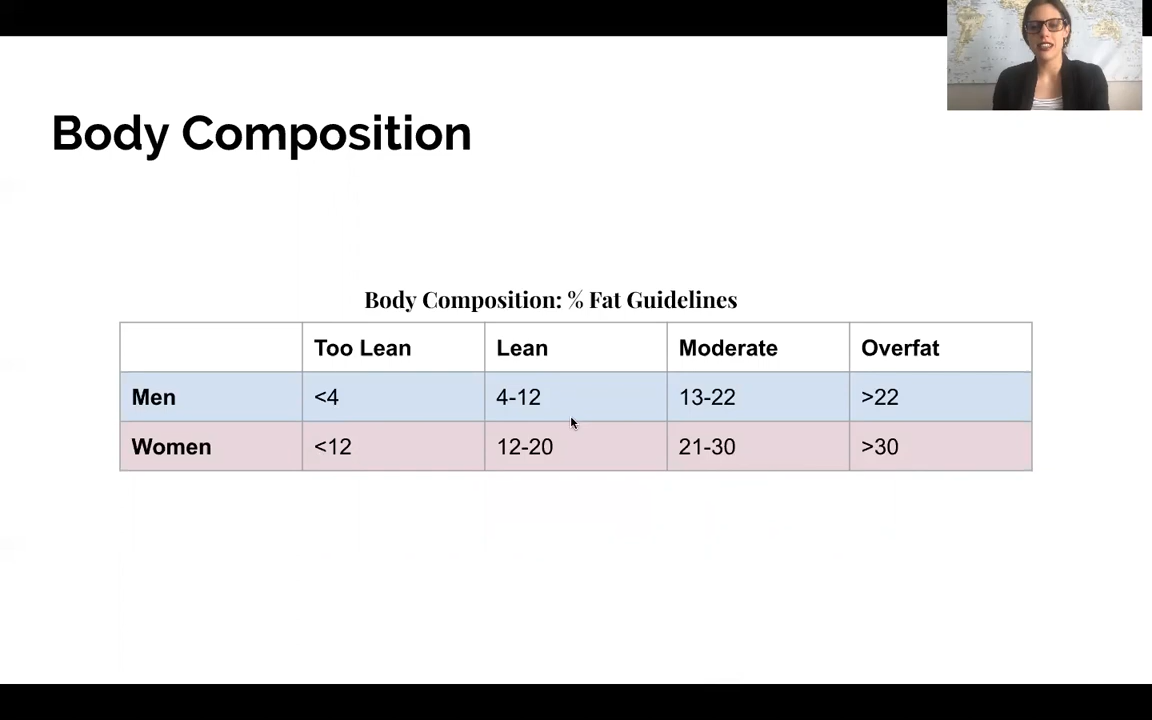 Body Composition
Body Composition: % Fat Guidelines
Too Lean Lean Moderate Overfat
Men <4 4-12 13-22 >22
Women <12 12-20 21-30 >30